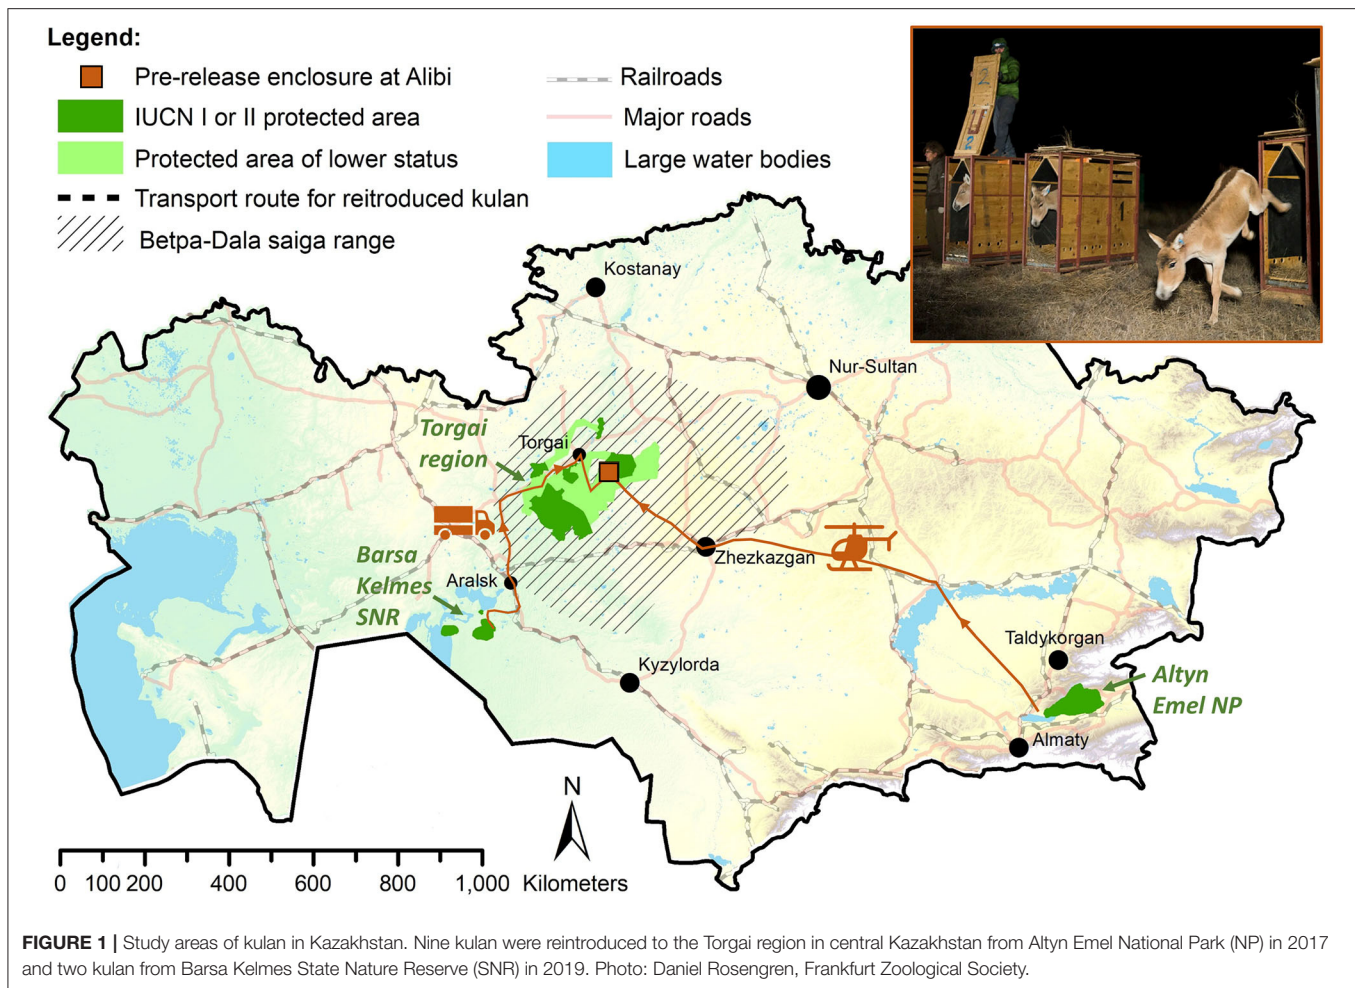 Legend:
Pre-release enclosure at Alibi
IUCN I or II protected area
Protected area of lower status
Transport route for reitroduced kulan
Betpa-Dala saiga range
Railroads
Major roads
Large water bodies
2
2
1
Kostanay
Nur-Sultan
Torgai
region
Torgai
Zhezkazgan
Barsa
Kelmes
SNR
Aralsk
Kyzylorda
Taldykorgan
Altyn
Emel NP
Almaty
N
0 100 200 400 600 800 1,000 Kilometers
FIGURE 1 | Study areas of kulan in Kazakhstan. Nine kulan were reintroduced to the Torgai region in central Kazakhstan from Altyn Emel National Park (NP) in 2017
and two kulan from Barsa Kelmes State Nature Reserve (SNR) in 2019. Photo: Daniel Rosengren, Frankfurt Zoological Society.